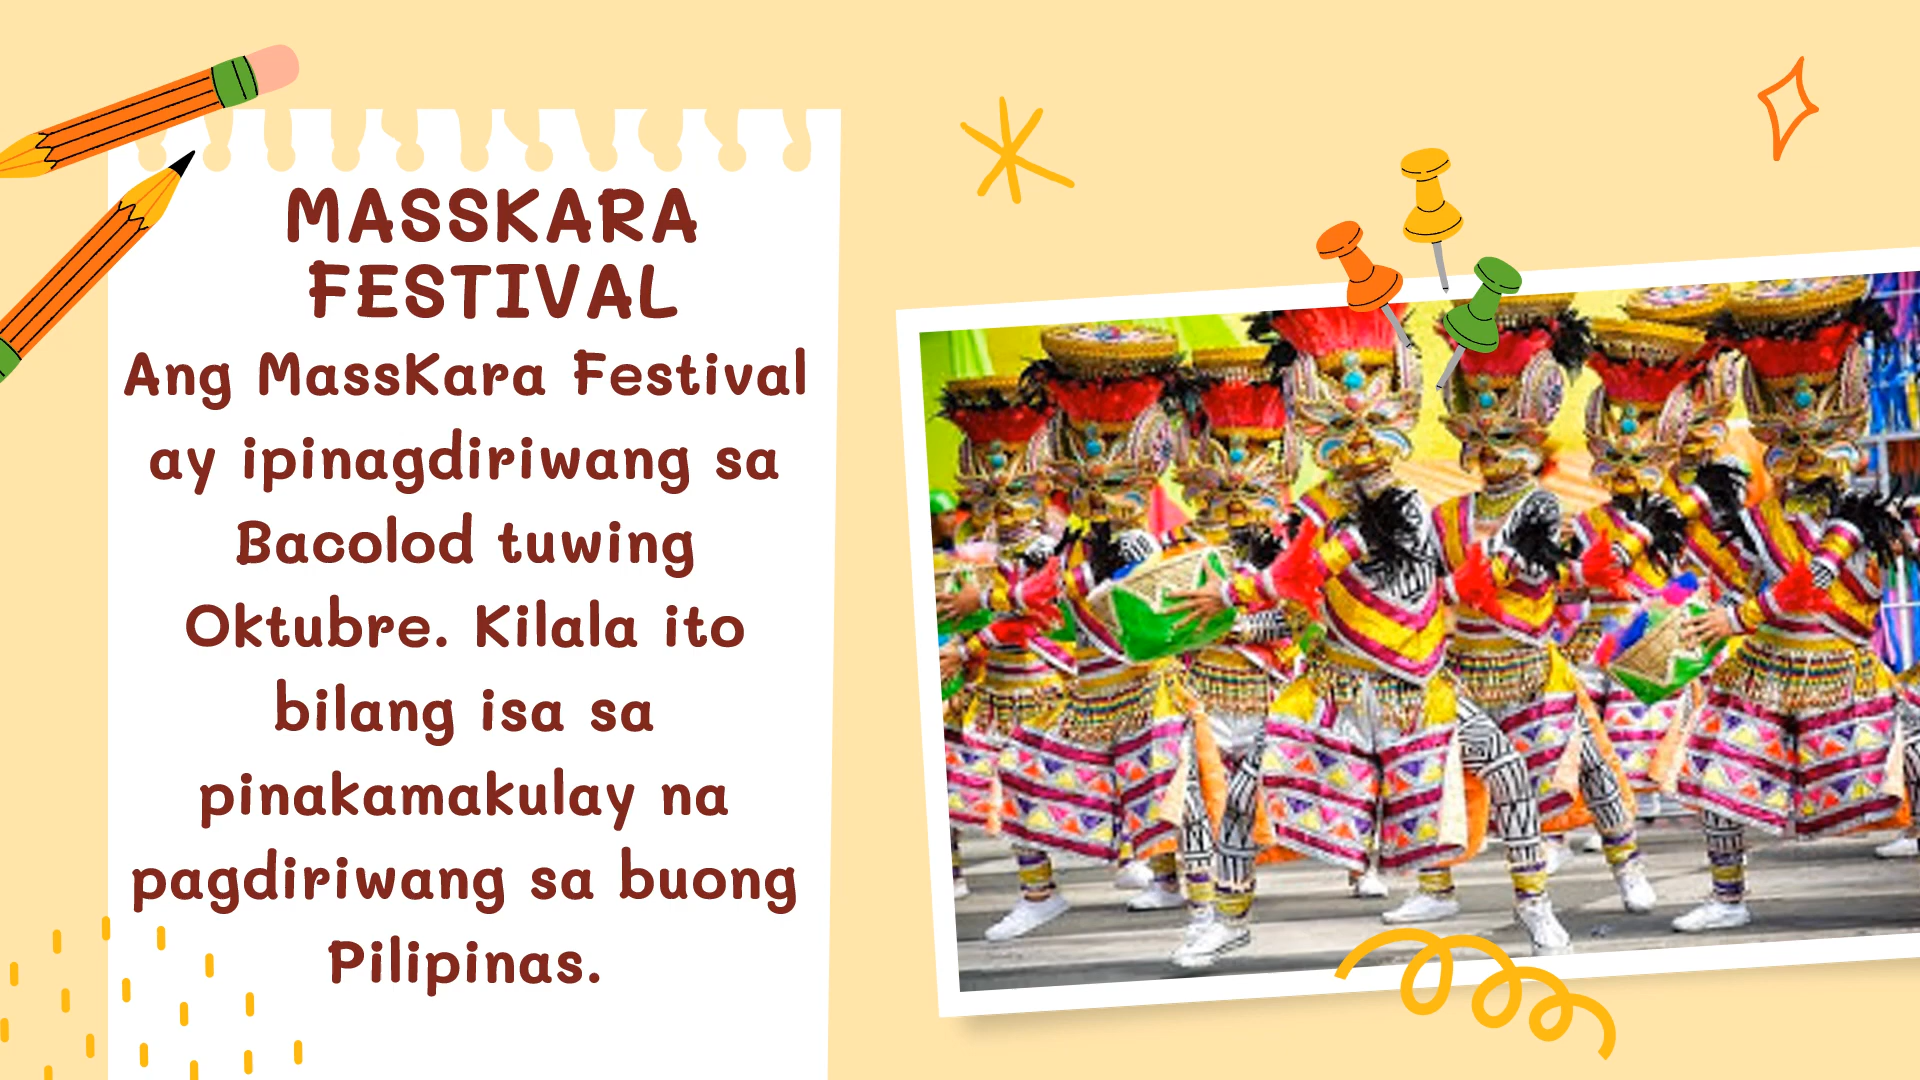 MASSKARA
FESTIVAL
Ang MassKara Festival
ay ipinagdiriwang sa
Bacolod tuwing
Oktubre. Kilala ito
bilang isa sa
pinakamakulay na
pagdiriwang sa buong
Pilipinas.